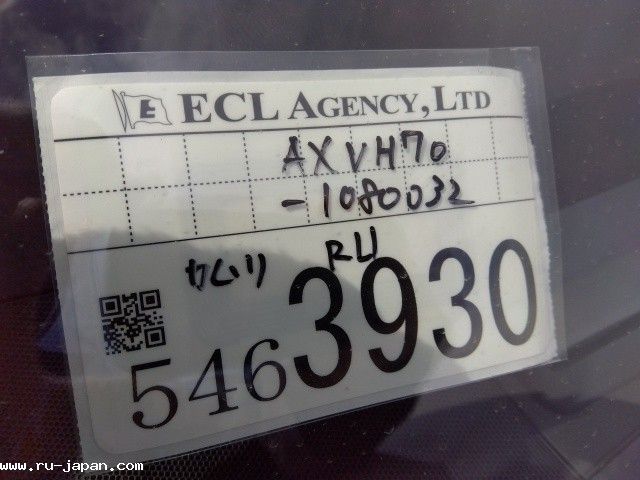 E ECL AGENCY, LTD
AXVH70
-1080032
カムリ RU
5463930
www.ru-japan.com